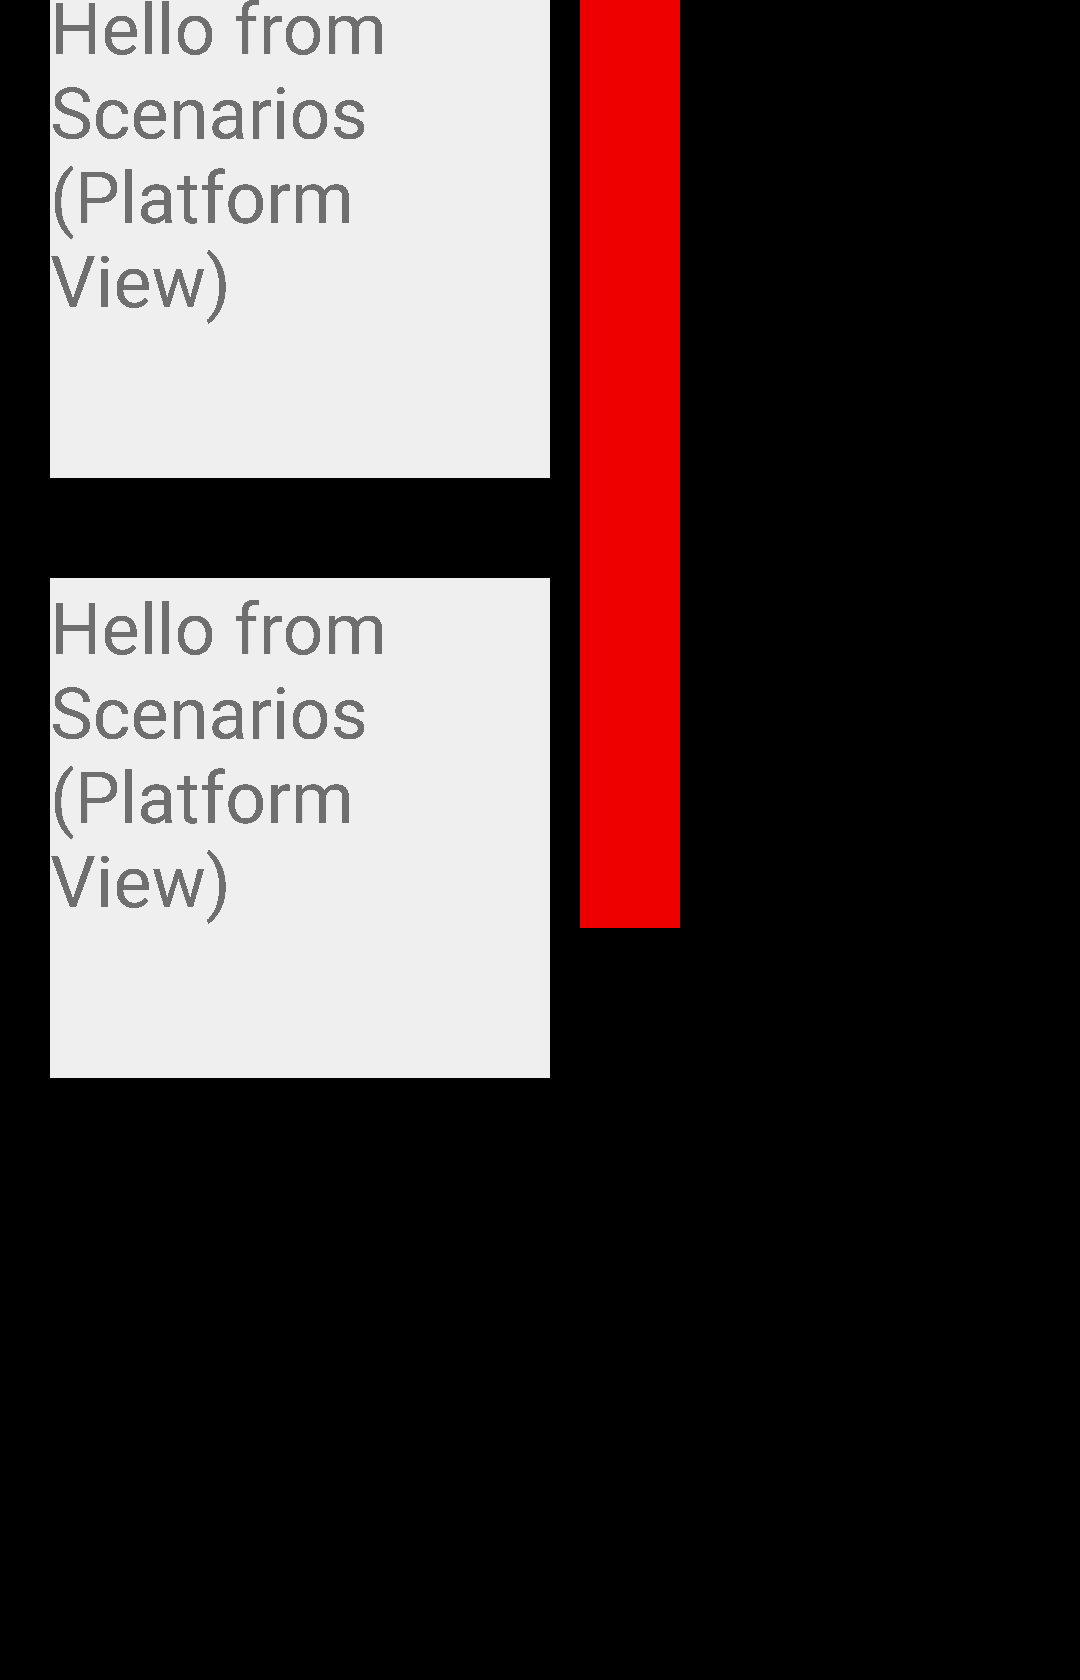 Hello from
Scenarios
(Platform
View)
Hello from
Scenarios
(Platform
View)